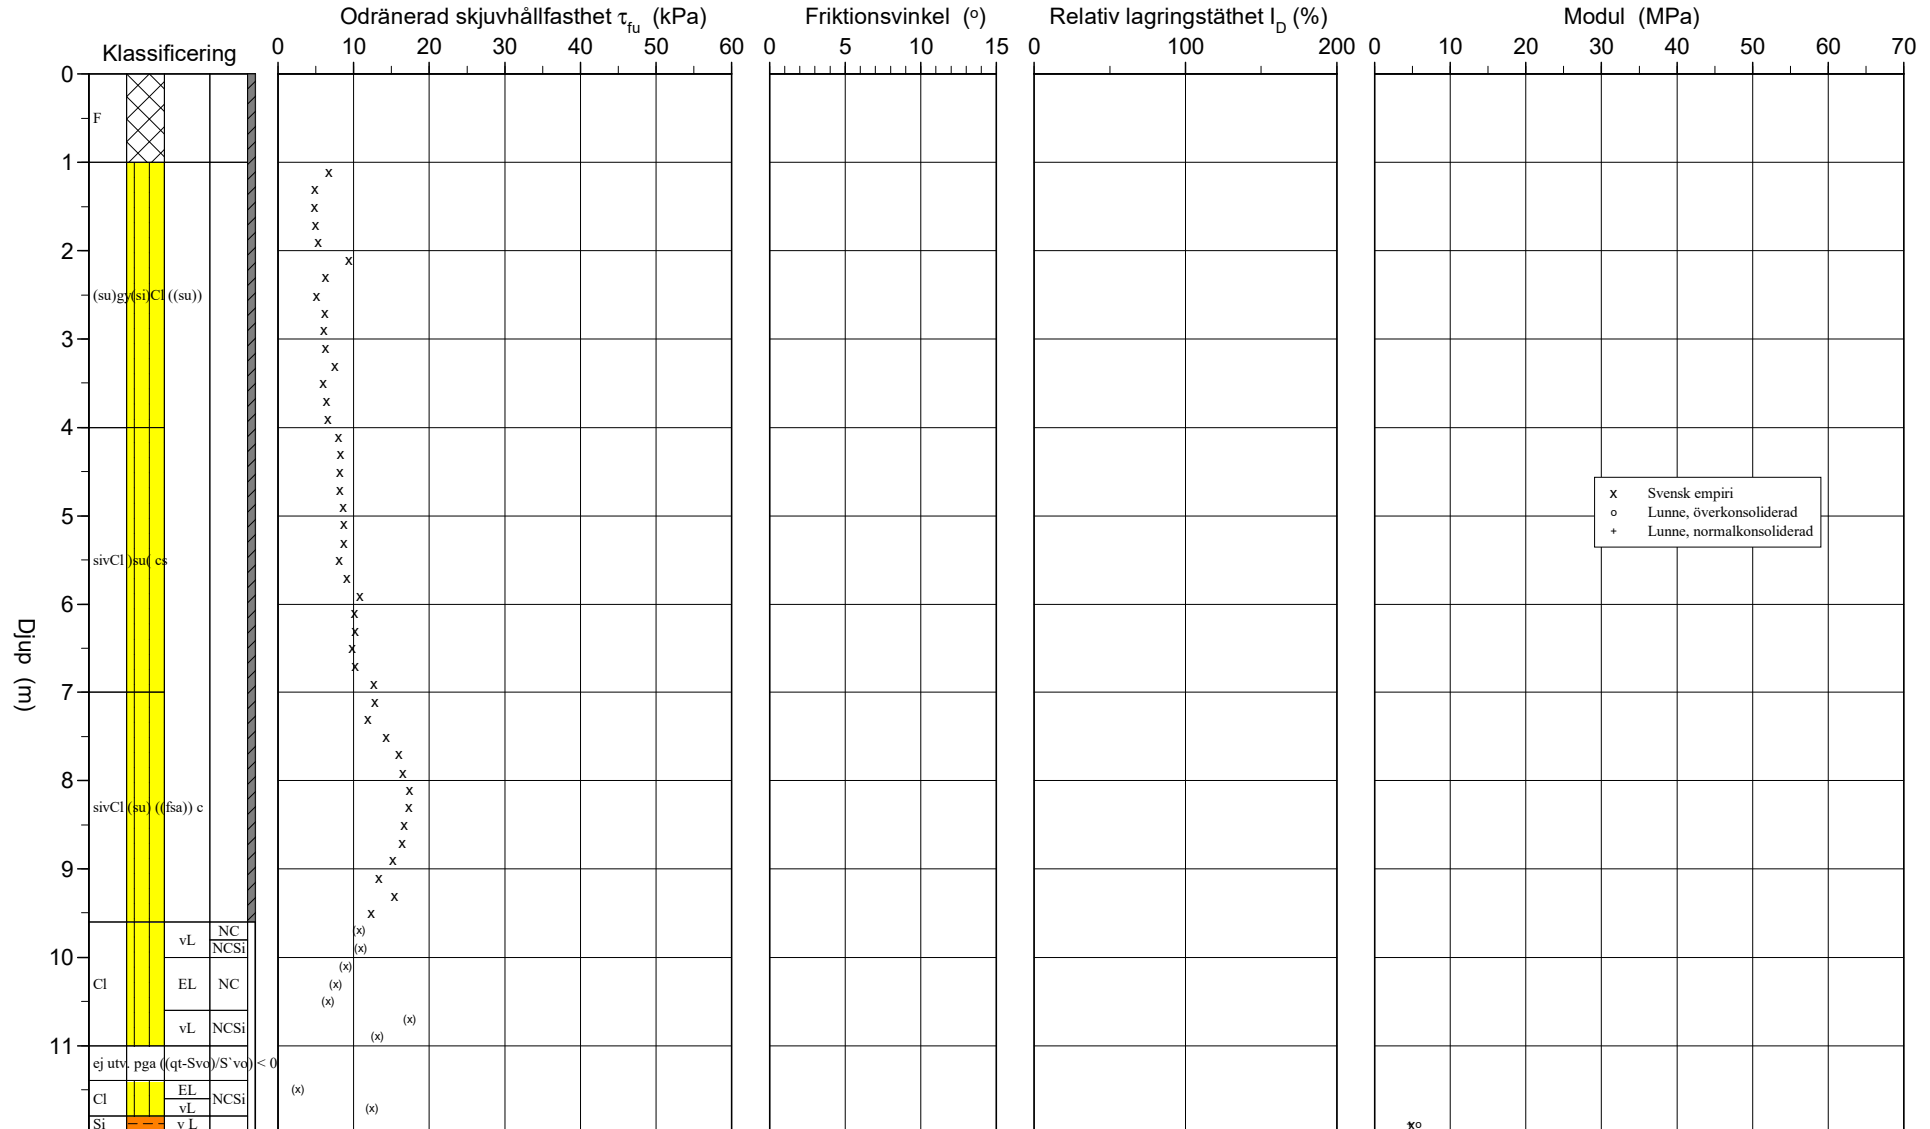 Odränerad skjuvhållfasthet τfu (kPa)
Friktionsvinkel (o)
Relativ lagringstäthet ID (%)
Modul (MPa)
Klassificering
0 10 20 30 40 50 60
0 5 10 15
0 100 200
0 10 20 30 40 50 60 70
Djup (m)
0
1
2
3
4
5
6
7
8
9
10
11
F
(su)gy(si)Cl ((su))
sivCl )su( cs
sivCl (su) ((fsa)) c
vL NC
NCSi
Cl EL NC
vL NCSi
ej utv. pga ((qt-Svo)/S`vo) < 0
Cl EL NCSi
vL
Si v L
x Svensk empiri
o Lunne, överkonsoliderad
+ Lunne, normalkonsoliderad